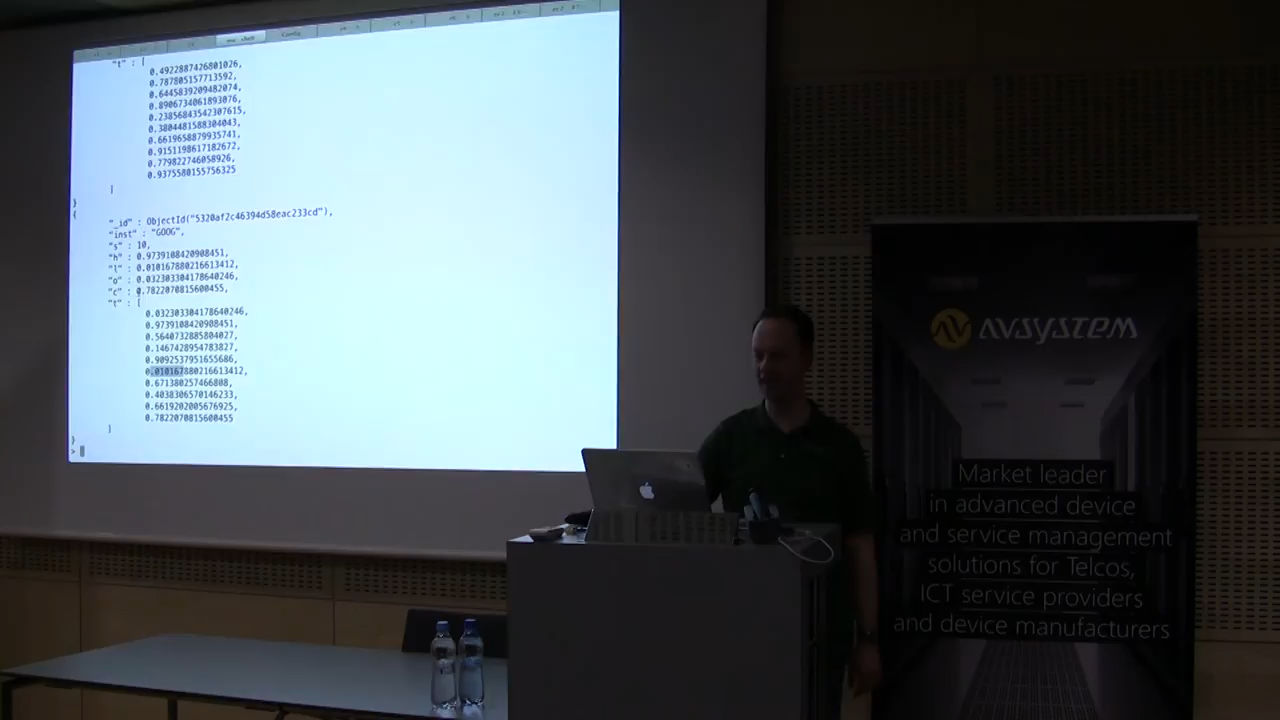 "t" : [
0.4922887426801026,
0.787805157713592,
0.6445839209482074,
0.8906734061893076,
0.23856843542307615,
0.3804481588304043,
0.6619658879935741,
0.9151198617182672,
0.779822746058926,
0.9375580155756325
]
}
{
"_id" : ObjectId("5320af2c46394d58eac233cd"),
"inst" : "GOOG",
"s" : 10,
"h" : 0.9739108420908451,
"l" : 0.010167880216613412,
"o" : 0.032303304178640246,
"c" : 0.7822070815600455,
"t" : [
0.032303304178640246,
0.9739108420908451,
0.5640732885804027,
0.1467428954783827,
0.9092537951655686,
0.010167880216613412,
0.671380257466808,
0.4038306570146233,
0.6619202005676925,
0.7822070815600455
]
}
>
AVSYSTEM
Market leader
in advanced device
and service management
solutions for Telcos,
ICT service providers
and device manufacturers